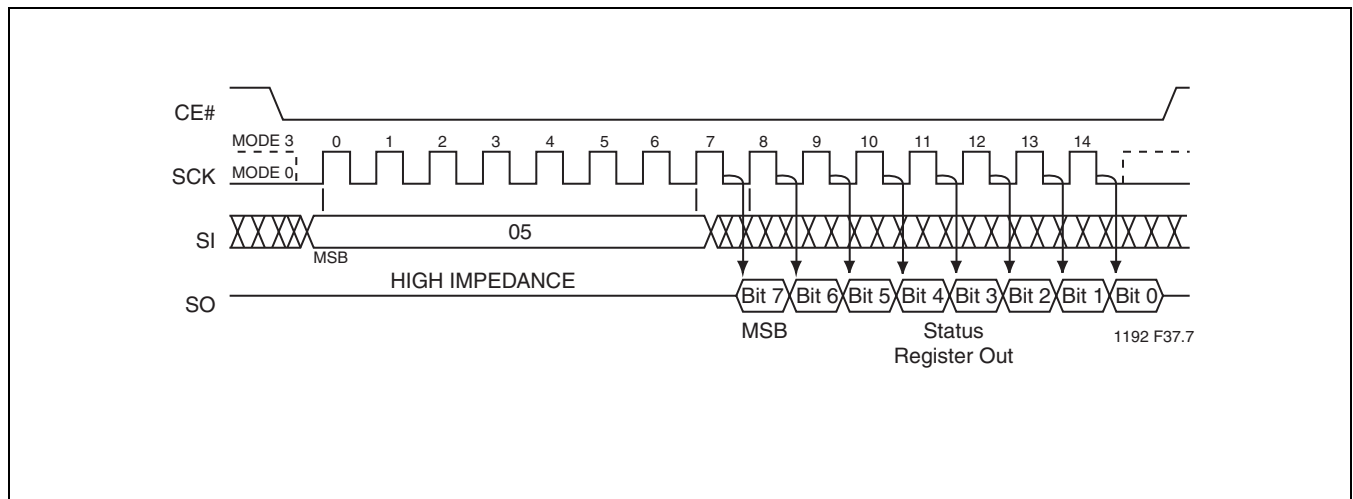 CE#
MODE 3
0 1 2 3 4 5 6 7 8 9 10 11 12 13 14
SCK
MODE 0
SI
05
MSB
HIGH IMPEDANCE
SO
Bit 7 Bit 6 Bit 5 Bit 4 Bit 3 Bit 2 Bit 1 Bit 0
MSB
Status
Register Out
1192 F37.7